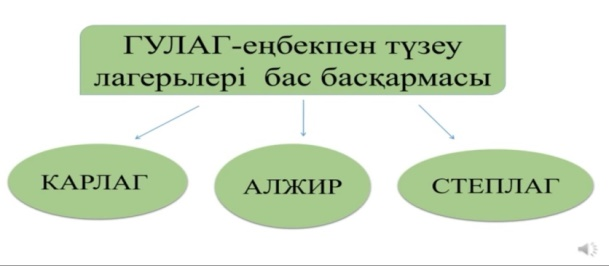 ГУЛАГ-еңбекпен түзеу
лагерьлері бас басқармасы
КАРЛАГ
АЛЖИР
СТЕПЛАГ